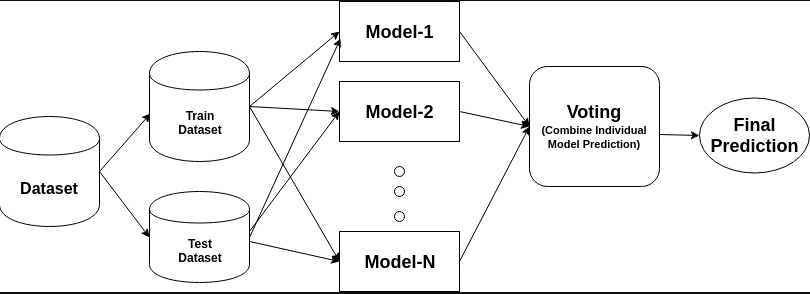 Dataset
Train
Dataset
Test
Dataset
Model-1
Model-2
Model-N
Voting
(Combine Individual
Model Prediction)
Final
Prediction